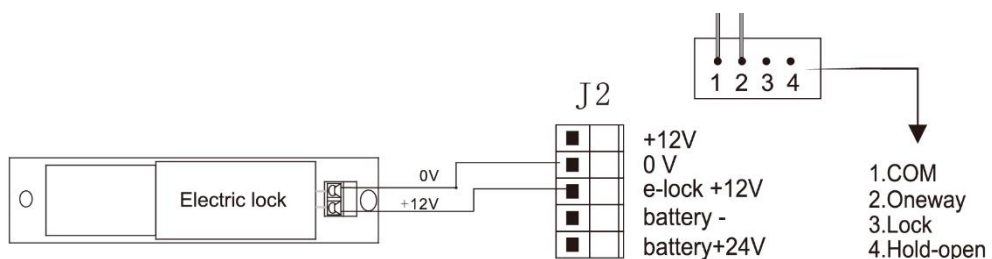 1 2 3 4
J2
+12V
0 V
e-lock +12V
battery -
battery+24V
0V
+12V
Electric lock
1.COM
2.Oneway
3.Lock
4.Hold-open